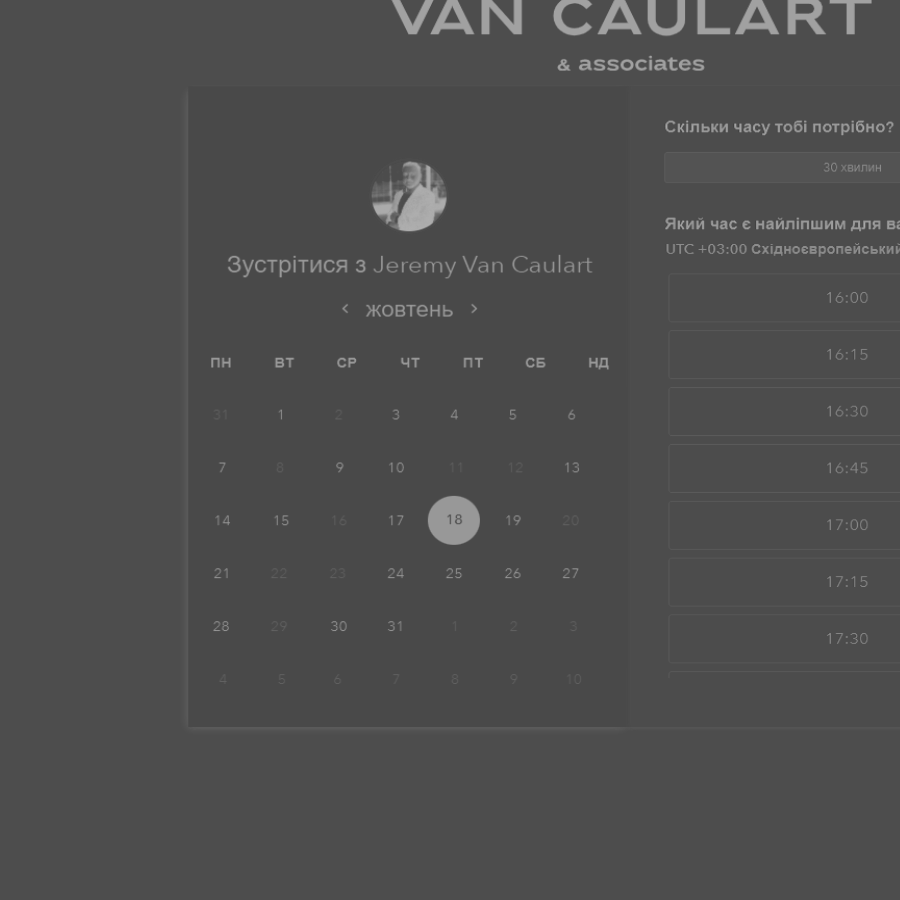 VAN CAULART
& associates
Зустрітися з Jeremy Van Caulart
жовтень
ПН ВТ СР ЧТ ПТ СБ НД
31 1 2 3 4 5 6
7 8 9 10 11 12 13
14 15 16 17 18 19 20
21 22 23 24 25 26 27
28 29 30 31 1 2 3
4 5 6 7 8 9 10
Скільки часу тобі потрібно?
30 хвилин
Який час є найліпшим для
UTC +03:00 Східноєвропейський
16:00
16:15
16:30
16:45
17:00
17:15
17:30